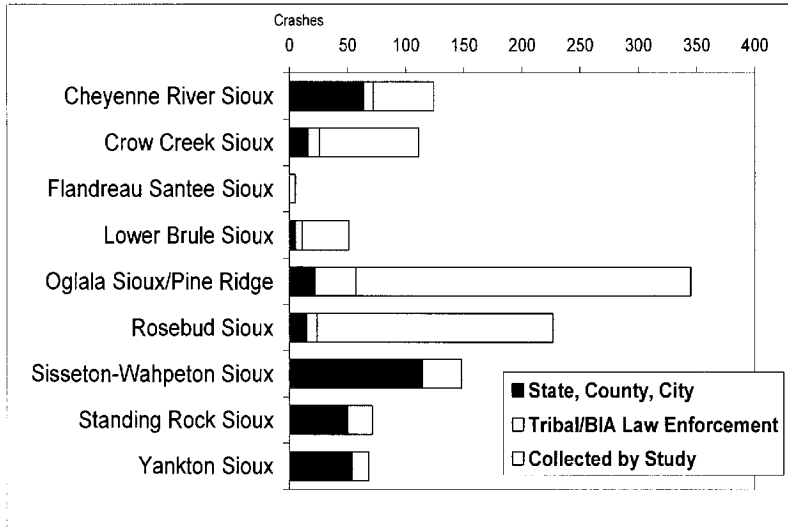 Crashes
0 50 100 150 200 250 300 350 400
Cheyenne River Sioux
Crow Creek Sioux
Flandreau Santee Sioux
Lower Brule Sioux
Oglala Sioux/Pine Ridge
Rosebud Sioux
Sisseton-Wahpeton Sioux
Standing Rock Sioux
Yankton Sioux
State, County, City
Tribal/BIA Law Enforcement
Collected by Study